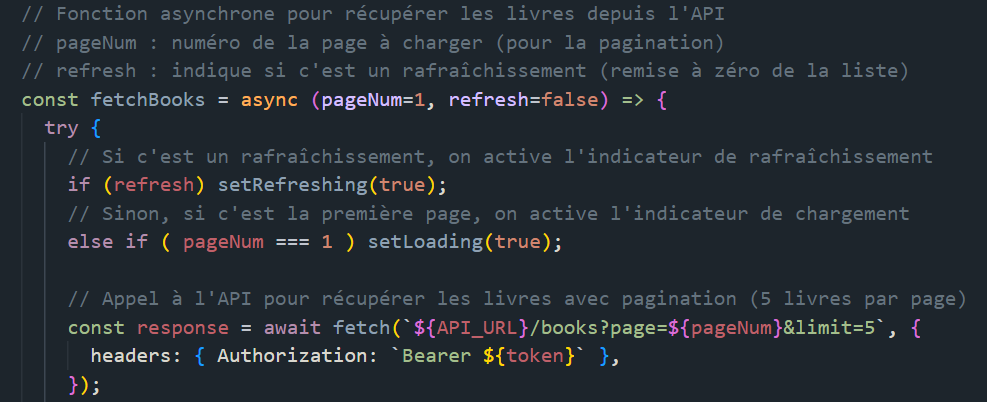 // Fonction asynchrone pour récupérer les livres depuis l'API
// pageNum : numéro de la page à charger (pour la pagination)
// refresh : indique si c'est un rafraîchissement (remise à zéro de la liste)
const fetchBooks = async (pageNum=1, refresh=false) => {
  try {
    // Si c'est un rafraîchissement, on active l'indicateur de rafraîchissement
    if (refresh) setRefreshing(true);
    // Sinon, si c'est la première page, on active l'indicateur de chargement
    else if ( pageNum === 1 ) setLoading(true);

    // Appel à l'API pour récupérer les livres avec pagination (5 livres par page)
    const response = await fetch(`${API_URL}/books?page=${pageNum}&limit=5`, {
      headers: { Authorization: `Bearer ${token}` },
    });